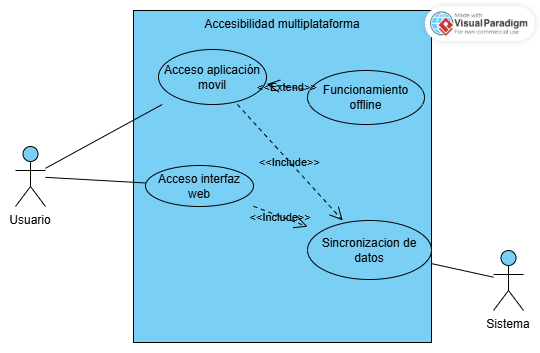 Accesibilidad multiplataforma
Made with
Visual Paradigm
For non-commercial use
Acceso aplicación
movil
<<Extend>>
Funcionamiento
offline
<<Include>>
Acceso interfaz
web
Usuario
<<Include>>
Sincronizacion de
datos
Sistema